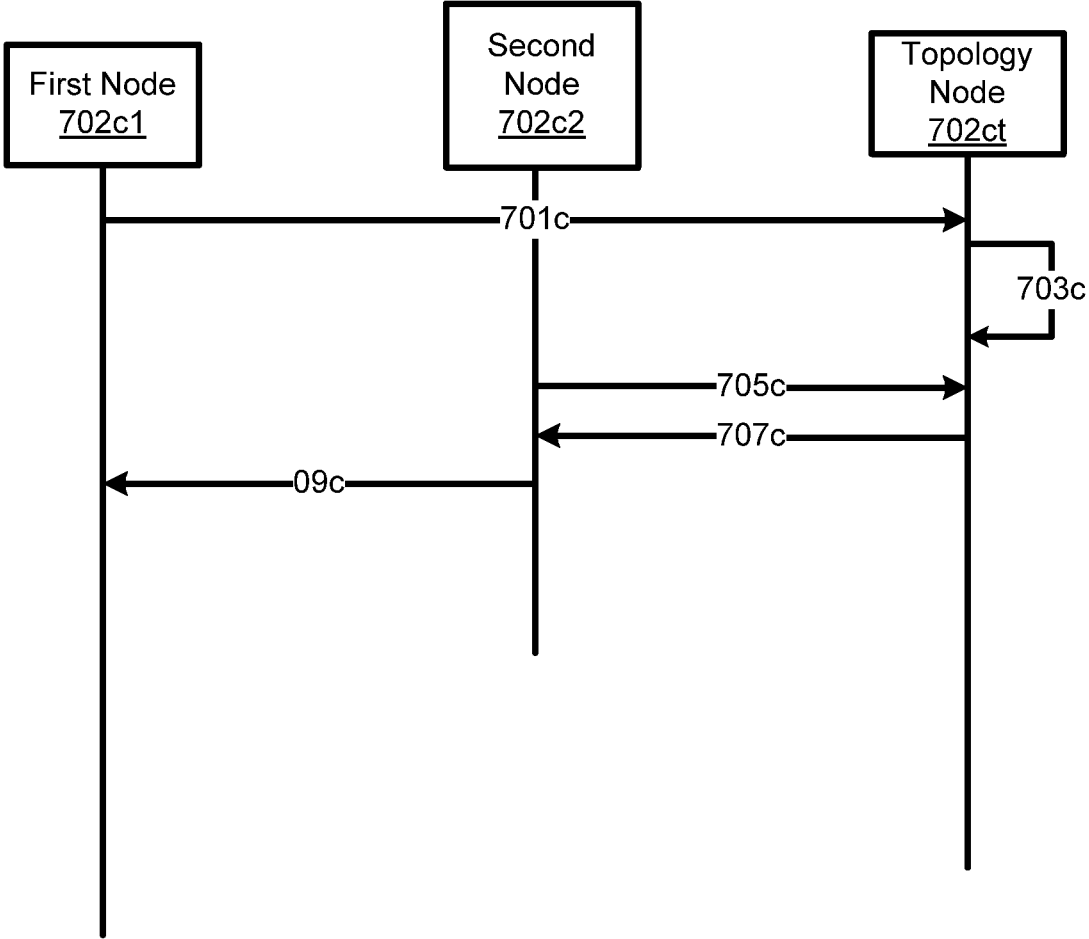 First Node
702c1
Second
Node
702c2
Topology
Node
702ct
701c
703c
705c
707c
09c